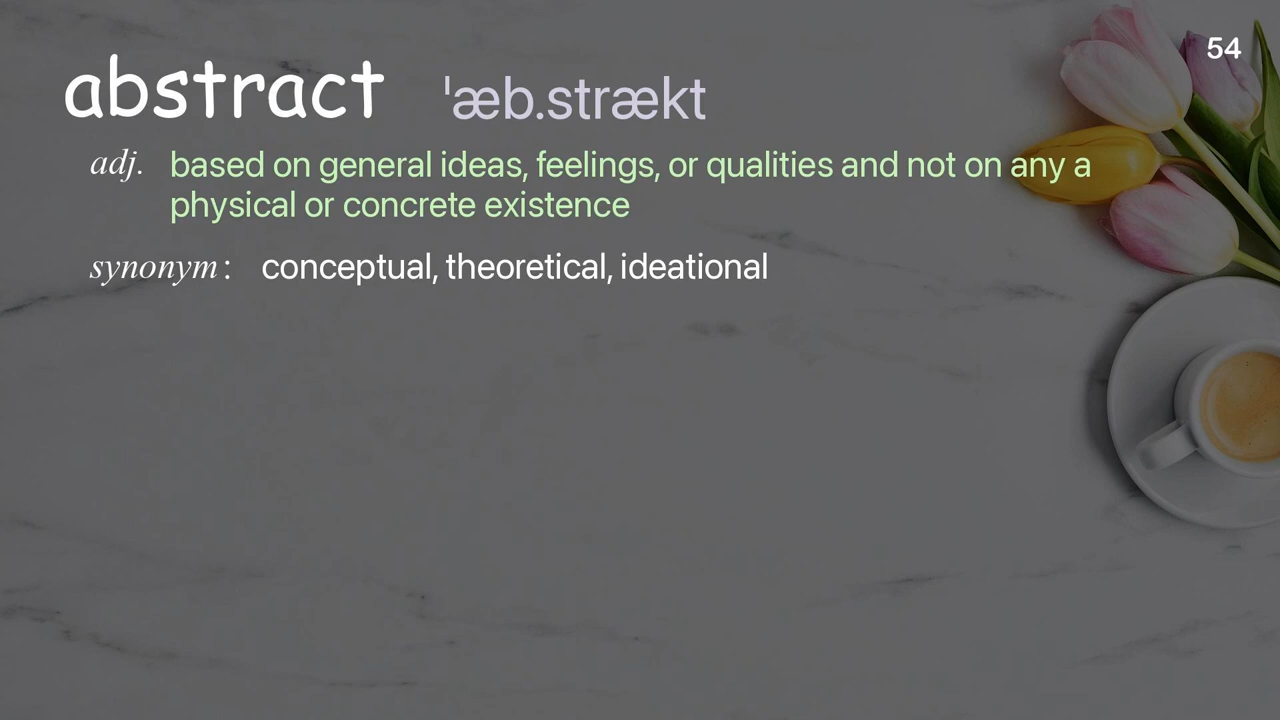 54
abstract ˈæb.strækt
adj. based on general ideas, feelings, or qualities and not on any a
physical or concrete existence
synonym: conceptual, theoretical, ideational